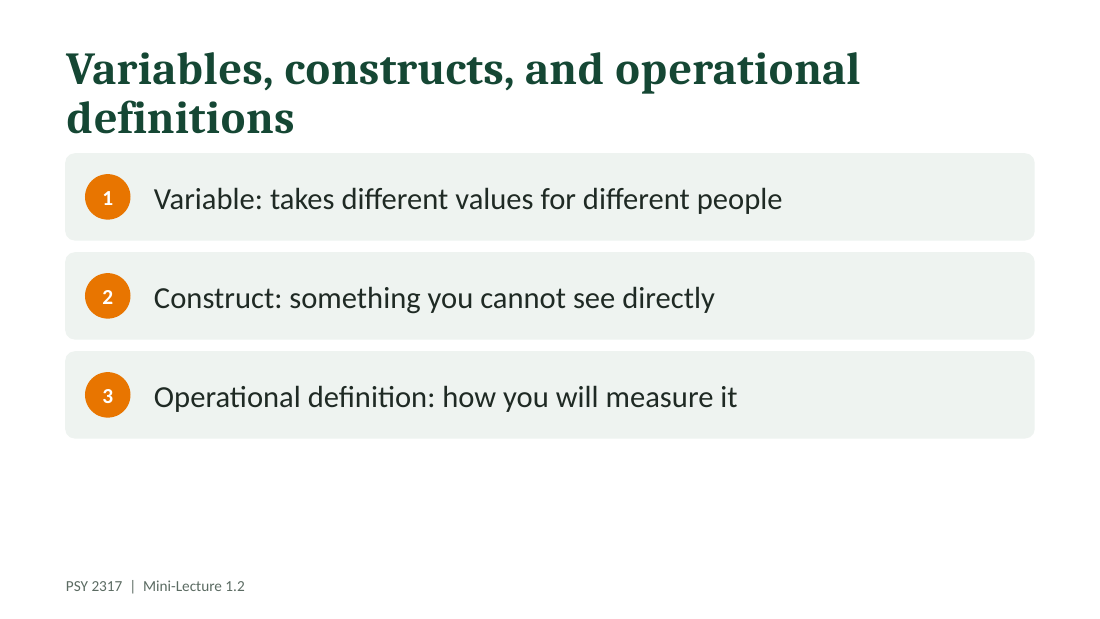 Variables, constructs, and operational
definitions
1 Variable: takes different values for different people
2 Construct: something you cannot see directly
3 Operational definition: how you will measure it
PSY 2317 | Mini-Lecture 1.2